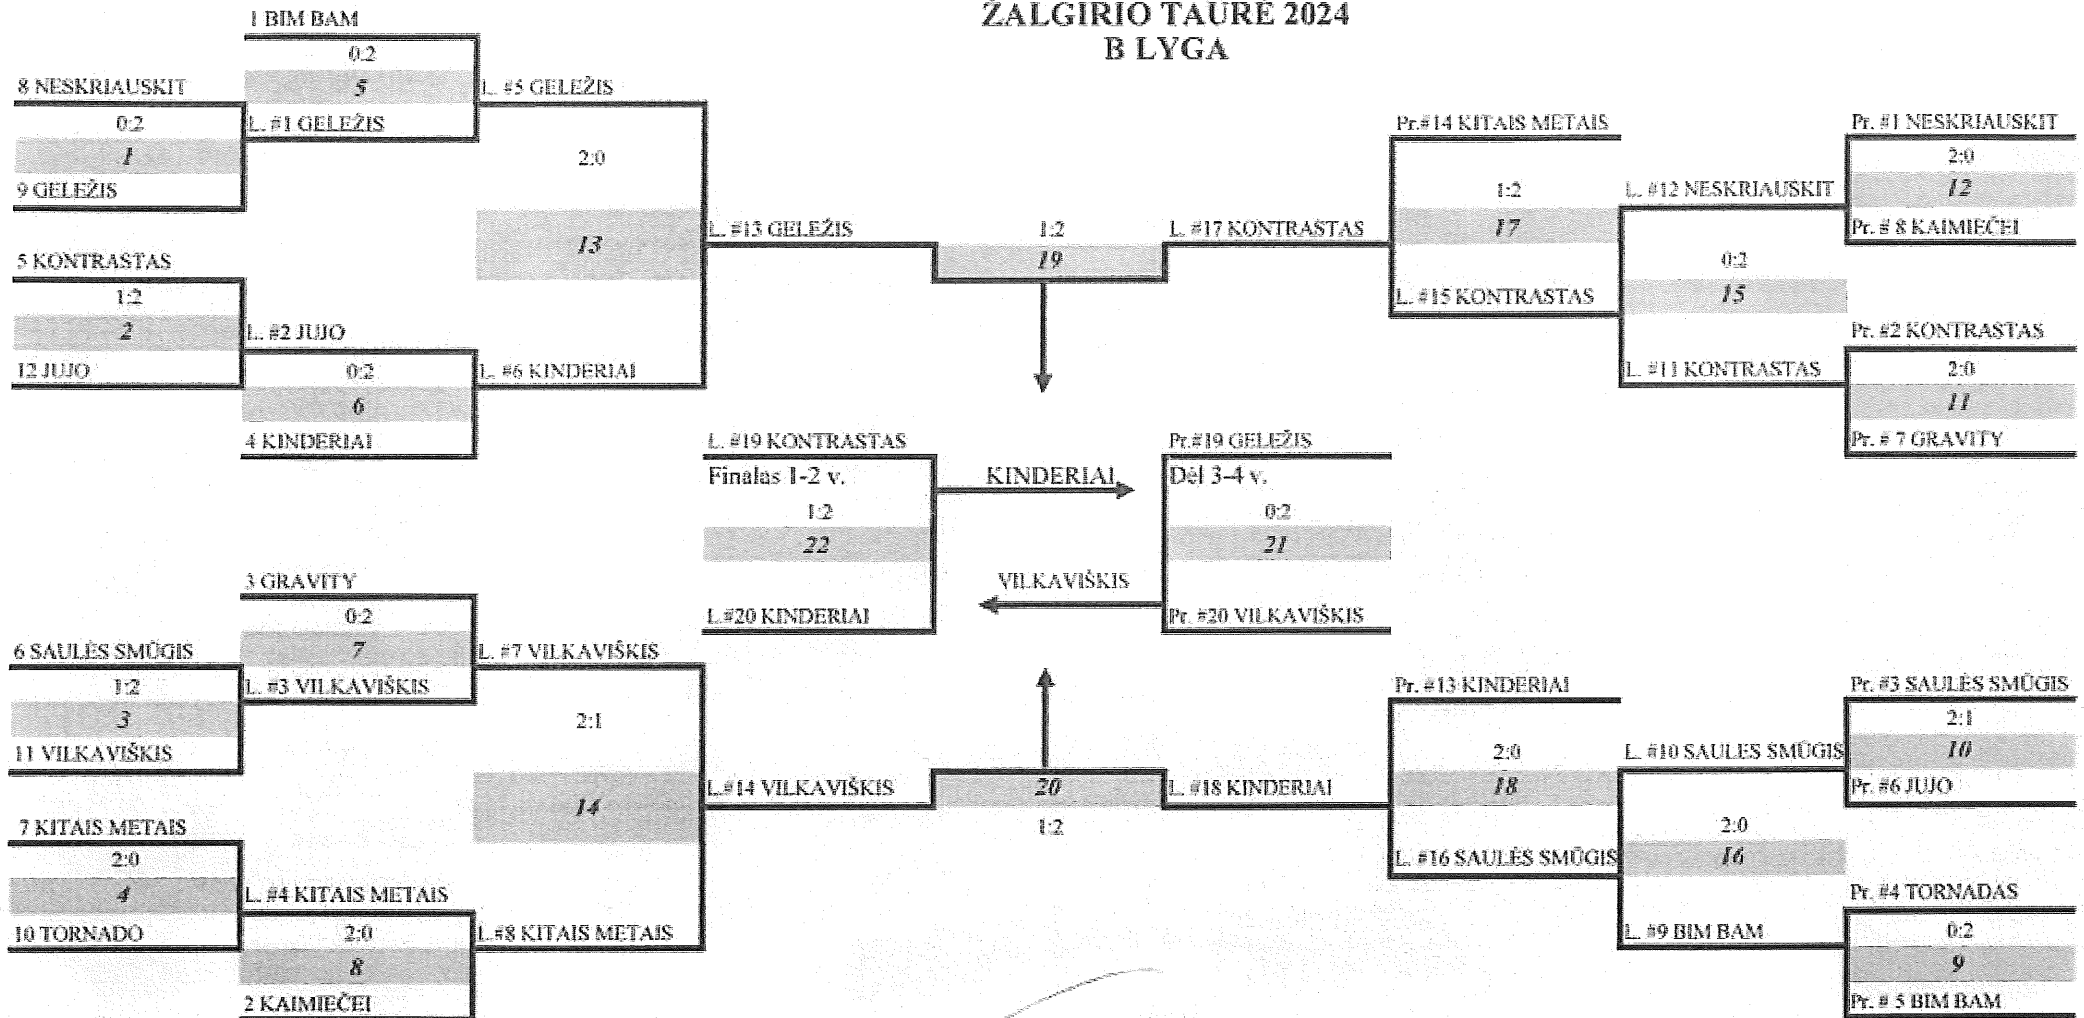 ŽALGIRIO TAURĖ 2024
B LYGA
1 BIM BAM
0:2
5
8 NESKRIAUSKIT
0:2
1
9 GELEŽIS
L. #1 GELEŽIS
L. #5 GELEŽIS
2:0
13
5 KONTRASTAS
1:2
2
12 JUJO
L. #2 JUJO
0:2
6
4 KINDERIAI
L. #6 KINDERIAI
L. #13 GELEŽIS
1:2
19
L. #17 KONTRASTAS
Pr.#14 KITAIS METAIS
1:2
17
L. #15 KONTRASTAS
L. #12 NESKRIAUSKIT
0:2
15
L. #11 KONTRASTAS
Pr. #1 NESKRIAUSKIT
2:0
12
Pr. # 8 KAIMIEČEI
Pr. #2 KONTRASTAS
2:0
11
Pr. # 7 GRAVITY
L. #19 KONTRASTAS
Finalas 1-2 v.
1:2
22
L.#20 KINDERIAI
KINDERIAI
VILKAVIŠKIS
Pr.#19 GELEŽIS
Dėl 3-4 v.
0:2
21
Pr. #20 VILKAVIŠKIS
3 GRAVITY
0:2
7
6 SAULĖS SMŪGIS
1:2
3
11 VILKAVIŠKIS
L. #3 VILKAVIŠKIS
L. #7 VILKAVIŠKIS
2:1
14
7 KITAIS METAIS
2:0
4
10 TORNADO
L. #4 KITAIS METAIS
2:0
8
2 KAIMIEČEI
L.#8 KITAIS METAIS
L.#14 VILKAVIŠKIS
20
1:2
L. #18 KINDERIAI
Pr. #13 KINDERIAI
2:0
18
L. #16 SAULĖS SMŪGIS
L. #10 SAULĖS SMŪGIS
2:0
16
L. #9 BIM BAM
Pr. #3 SAULĖS SMŪGIS
2:1
10
Pr. #6 JUJO
Pr. #4 TORNADAS
0:2
9
Pr. # 5 BIM BAM